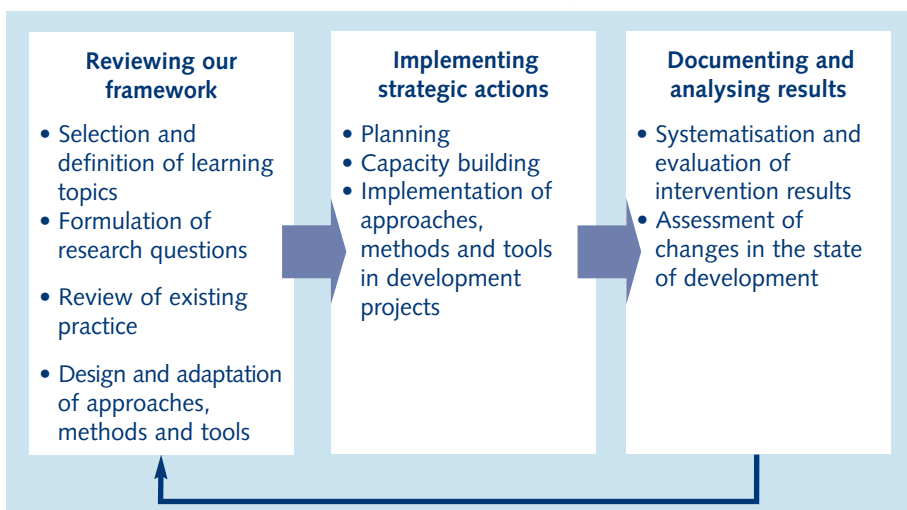 Reviewing our
framework
• Selection and
definition of learning
topics
• Formulation of
research questions
• Review of existing
practice
• Design and adaptation
of approaches,
methods and tools
Implementing
strategic actions
• Planning
• Capacity building
• Implementation of
approaches,
methods and tools
in development
projects
Documenting and
analysing results
• Systematisation and
evaluation of
intervention results
• Assessment of
changes in the state
of development